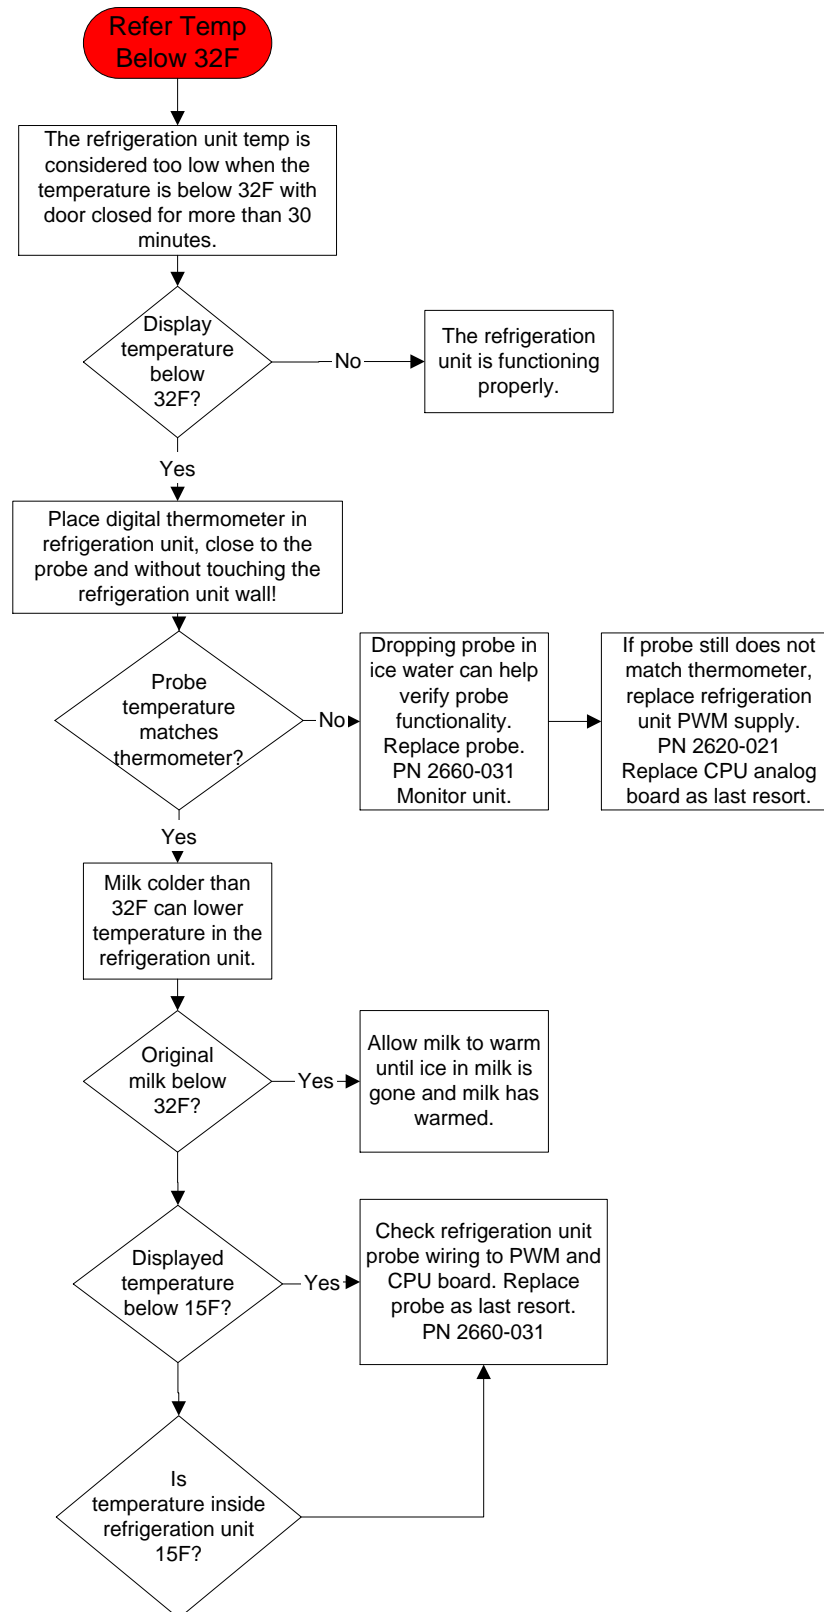 Refer Temp
Below 32F
The refrigeration unit temp is
considered too low when the
temperature is below 32F with
door closed for more than 30
minutes.
Display
temperature
below
32F?
No
The refrigeration
unit is functioning
properly.
Yes
Place digital thermometer in
refrigeration unit, close to the
probe and without touching the
refrigeration unit wall!
Probe
temperature
matches
thermometer?
No
Dropping probe in
ice water can help
verify probe
functionality.
Replace probe.
PN 2660-031
Monitor unit.
If probe still does not
match thermometer,
replace refrigeration
unit PWM supply.
PN 2620-021
Replace CPU analog
board as last resort.
Yes
Milk colder than
32F can lower
temperature in the
refrigeration unit.
Original
milk below
32F?
Yes
Allow milk to warm
until ice in milk is
gone and milk has
warmed.
Displayed
temperature
below 15F?
Yes
Check refrigeration unit
probe wiring to PWM and
CPU board. Replace
probe as last resort.
PN 2660-031
Is
temperature inside
refrigeration unit
15F?